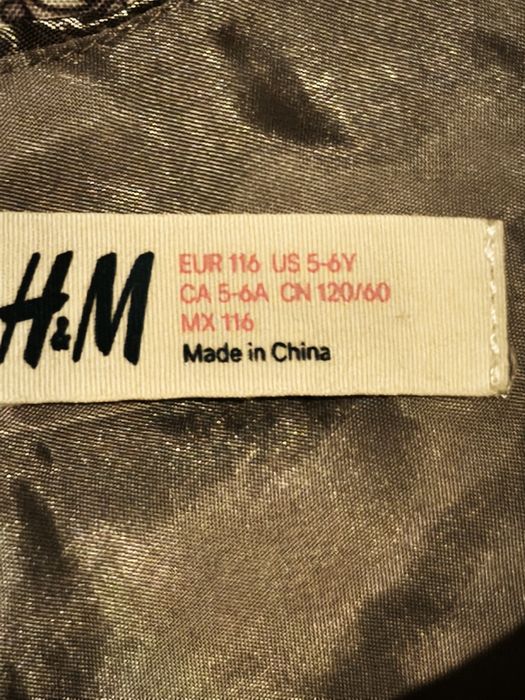 H&M
EUR 116 US 5-6Y
CA 5-6A CN 120/60
MX 116
Made in China